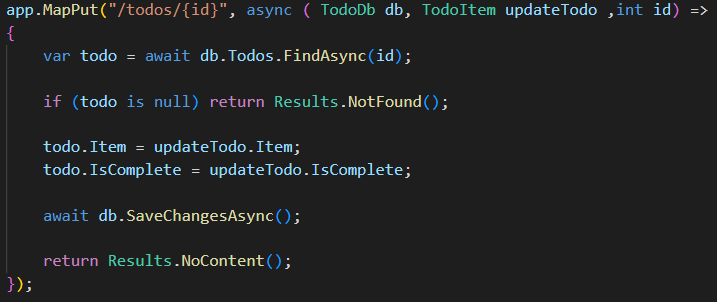 app.MapPut("/todos/{id}", async ( TodoDb db, TodoItem updateTodo ,int id) =>
{
    var todo = await db.Todos.FindAsync(id);

    if (todo is null) return Results.NotFound();

    todo.Item = updateTodo.Item;
    todo.IsComplete = updateTodo.IsComplete;

    await db.SaveChangesAsync();

    return Results.NoContent();
});